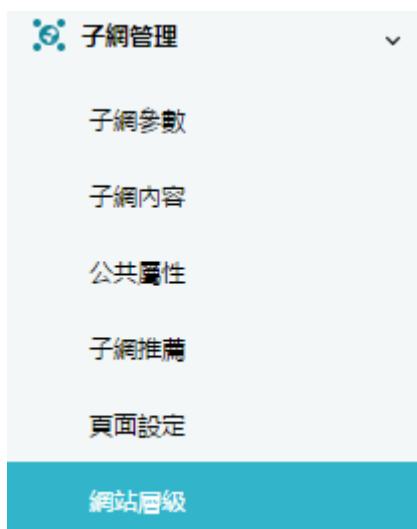 子網管理
子網參數
子網內容
公共屬性
子網推薦
頁面設定
網站層級